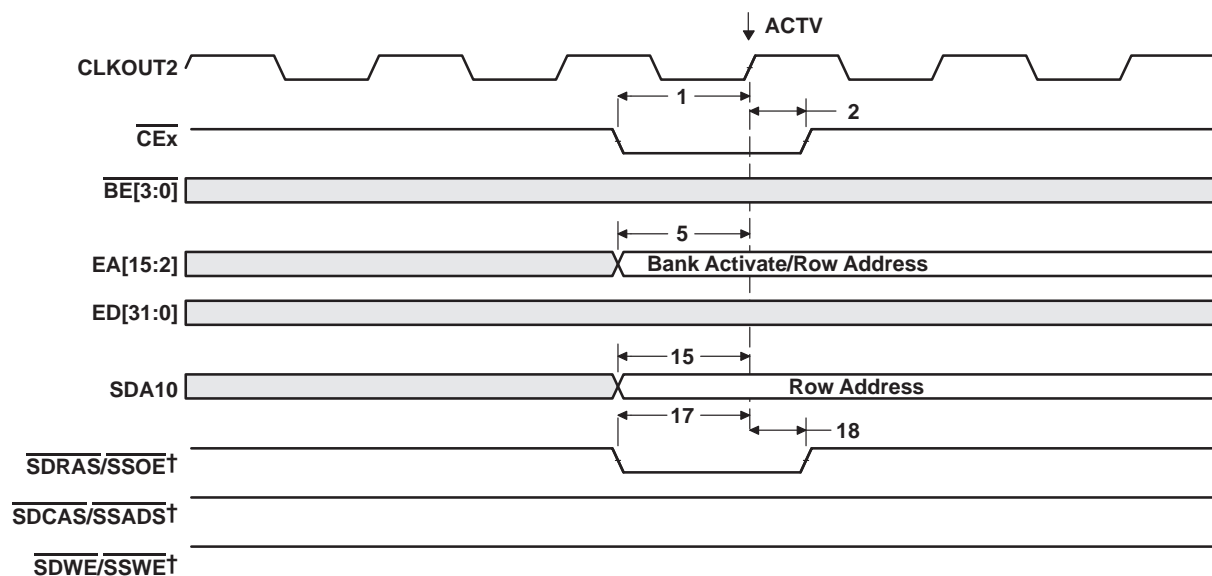 ACTV
CLKOUT2
1
2
CEx
BE[3:0]
5
EA[15:2]
Bank Activate/Row Address
ED[31:0]
15
SDA10
Row Address
17
18
SDRAS/SSOE†
SDCAS/SSADS†
SDWE/SSWE†